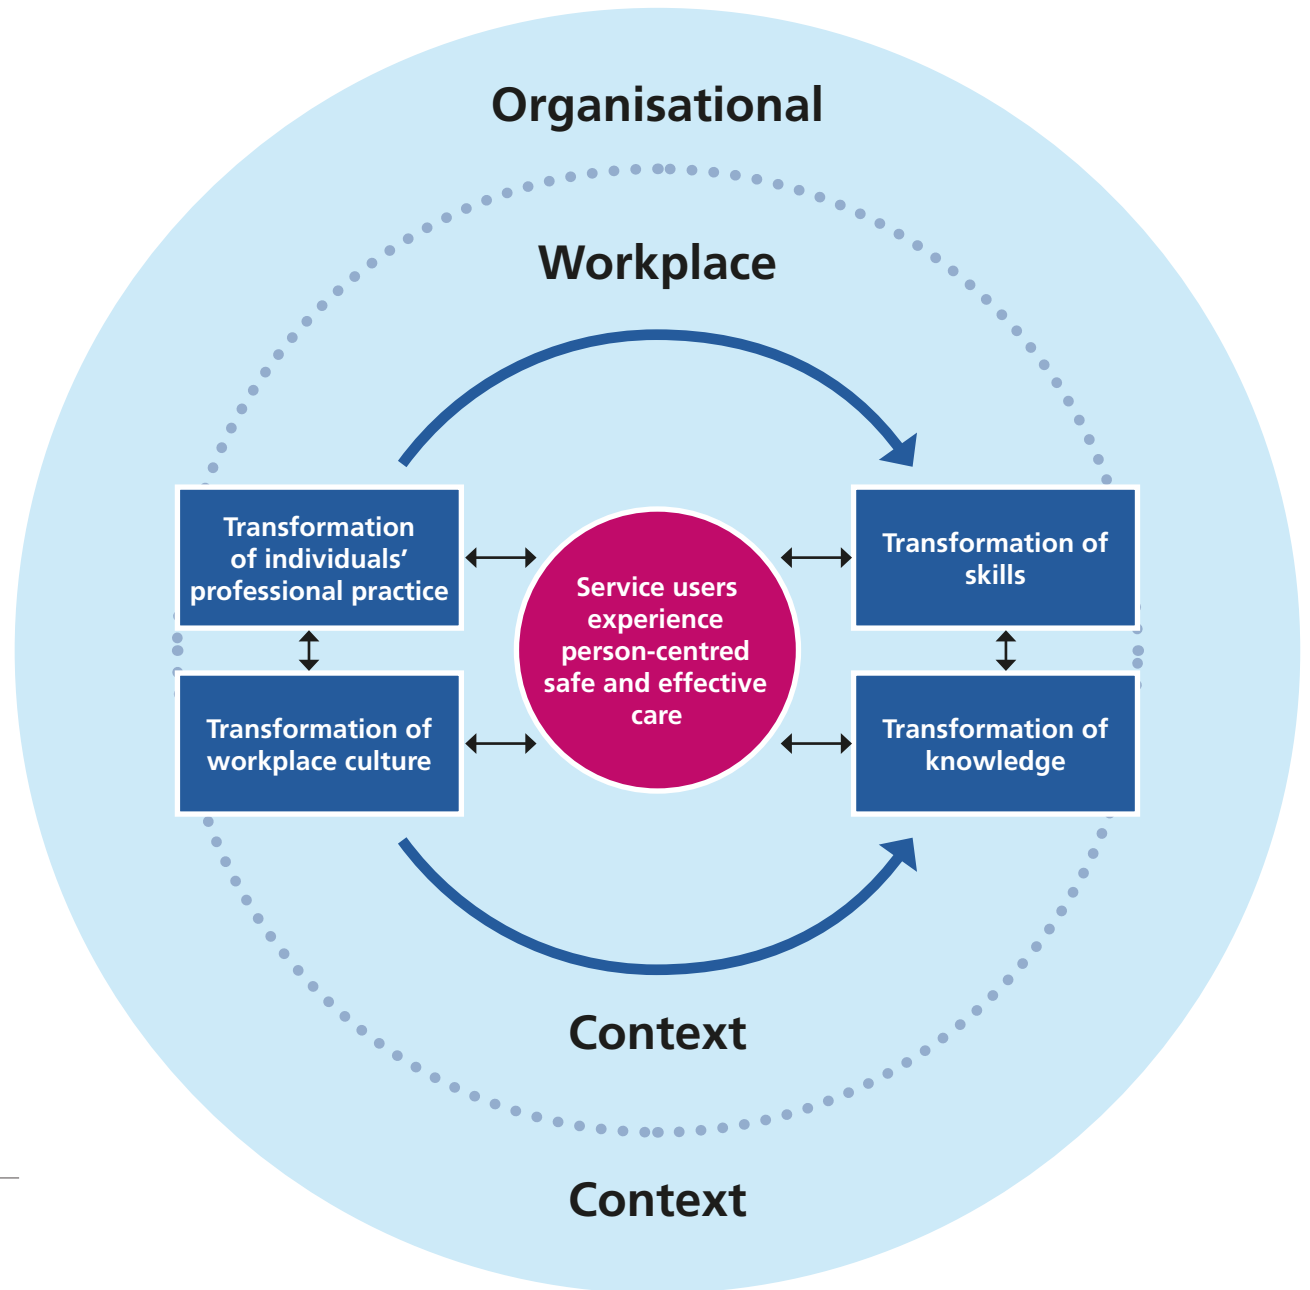 Organisational
Workplace
Transformation
of individuals’
professional practice
Service users
experience
person-centred
safe and effective
care
Transformation of
skills
Transformation of
workplace culture
Transformation of
knowledge
Context
Context